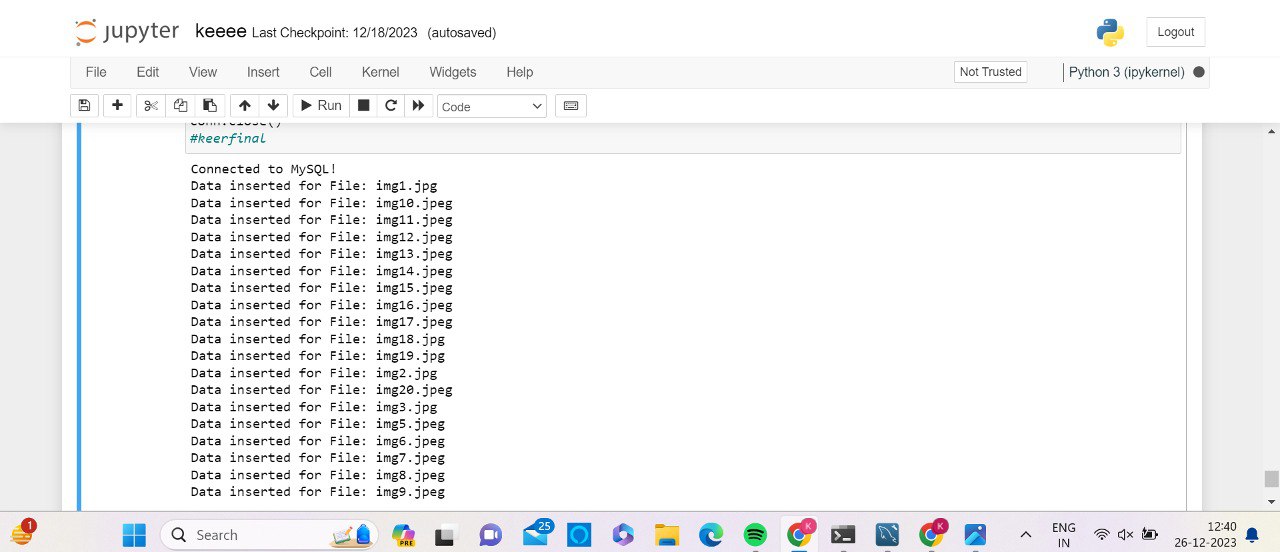 jupyter keeee Last Checkpoint: 12/18/2023 (autosaved)
Logout
File Edit View Insert Cell Kernel Widgets Help
Not Trusted
Python 3 (ipykernel)
Run
Code
conn.close()
#keerfinal
Connected to MySQL!
Data inserted for File: img1.jpg
Data inserted for File: img10.jpeg
Data inserted for File: img11.jpeg
Data inserted for File: img12.jpeg
Data inserted for File: img13.jpeg
Data inserted for File: img14.jpeg
Data inserted for File: img15.jpeg
Data inserted for File: img16.jpeg
Data inserted for File: img17.jpeg
Data inserted for File: img18.jpg
Data inserted for File: img19.jpg
Data inserted for File: img2.jpg
Data inserted for File: img20.jpeg
Data inserted for File: img3.jpg
Data inserted for File: img5.jpeg
Data inserted for File: img6.jpeg
Data inserted for File: img7.jpeg
Data inserted for File: img8.jpeg
Data inserted for File: img9.jpeg
1
Search
PRE
25
K
K
ENG
IN
12:40
26-12-2023